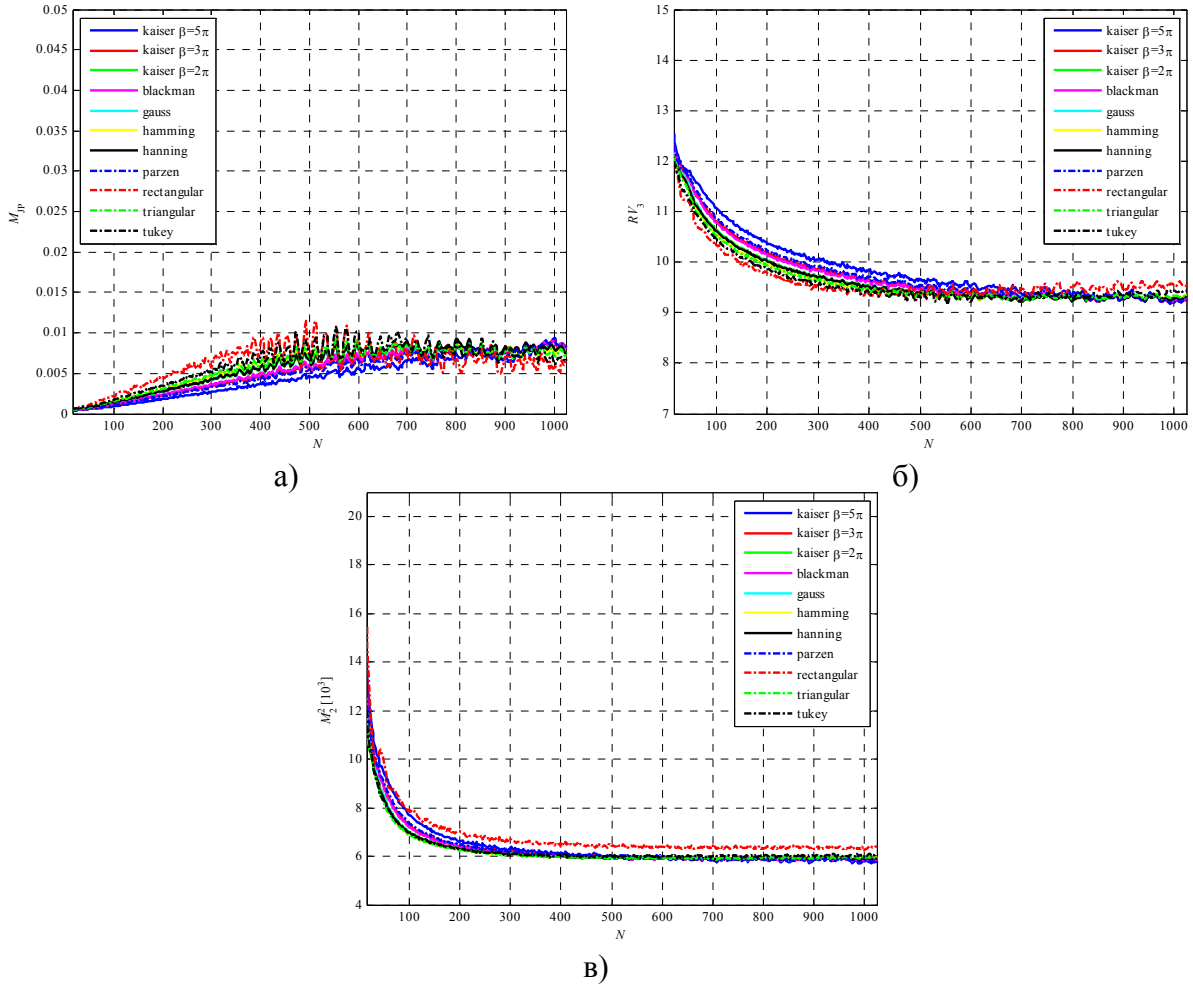 0.05
0.045
0.04
0.035
0.03
0.025
0.02
0.015
0.01
0.005
0
M_JP
kaiser β=5π
kaiser β=3π
kaiser β=2π
blackman
gauss
hamming
hanning
parzen
rectangular
triangular
tukey
100 200 300 400 500 600 700 800 900 1000
N
а)
15
14
13
12
11
10
9
8
7
RV_3
kaiser β=5π
kaiser β=3π
kaiser β=2π
blackman
gauss
hamming
hanning
parzen
rectangular
triangular
tukey
100 200 300 400 500 600 700 800 900 1000
N
б)
20
18
16
14
12
10
8
6
4
M_2^2 [10^3]
kaiser β=5π
kaiser β=3π
kaiser β=2π
blackman
gauss
hamming
hanning
parzen
rectangular
triangular
tukey
100 200 300 400 500 600 700 800 900 1000
N
в)